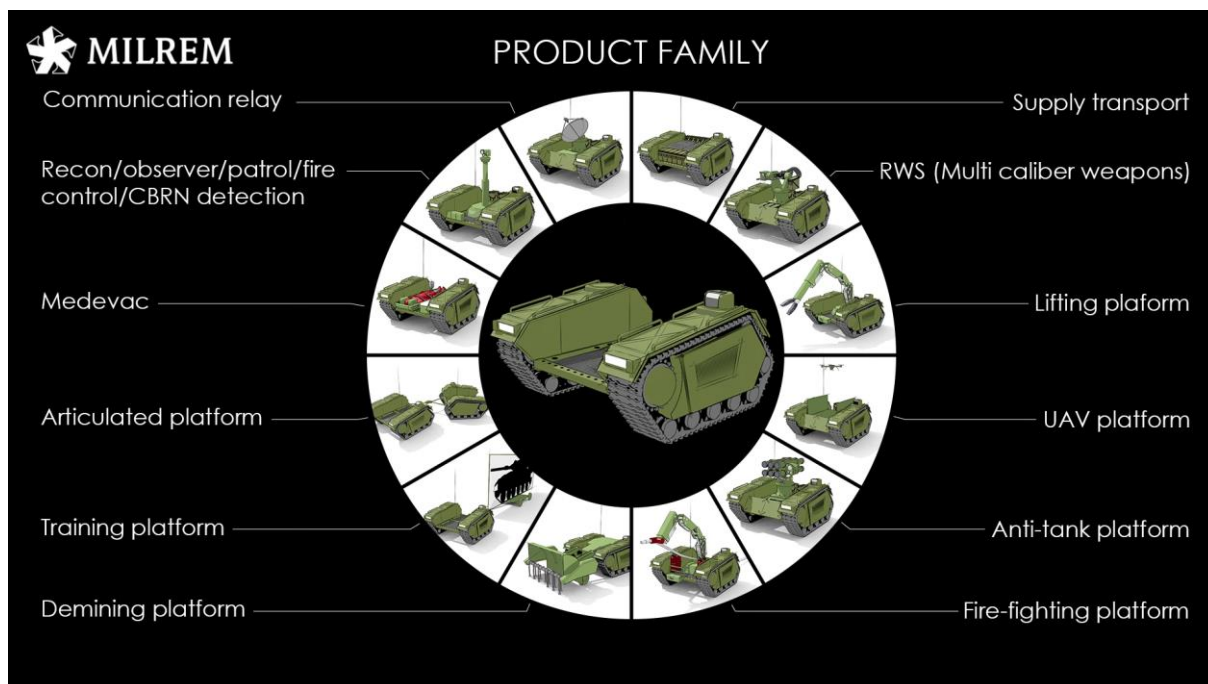 MILREM
PRODUCT FAMILY
Communication relay
Supply transport
Recon/observer/patrol/fire
control/CBRN detection
RWS (Multi caliber weapons)
Medevac
Lifting plaform
Articulated platform
UAV platform
Training platform
Anti-tank platform
Demining platform
Fire-fighting platform